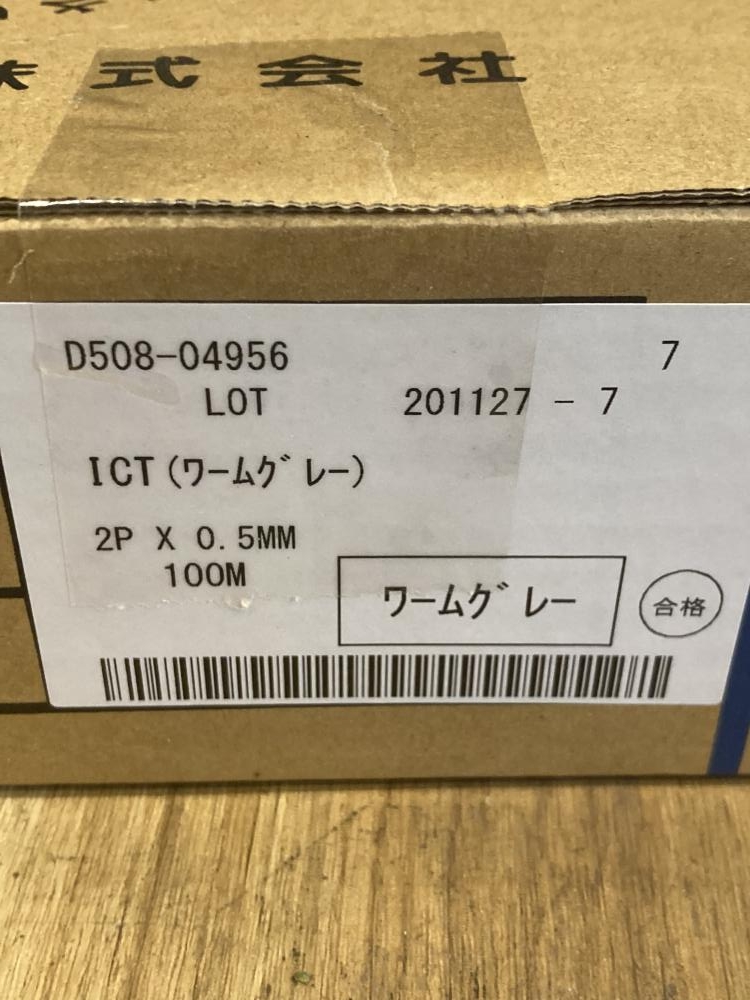 株式会社
D508-04956 7
LOT 201127 - 7
ICT(ワームグレー)
2P X 0.5MM
100M
ワームグレー
合格